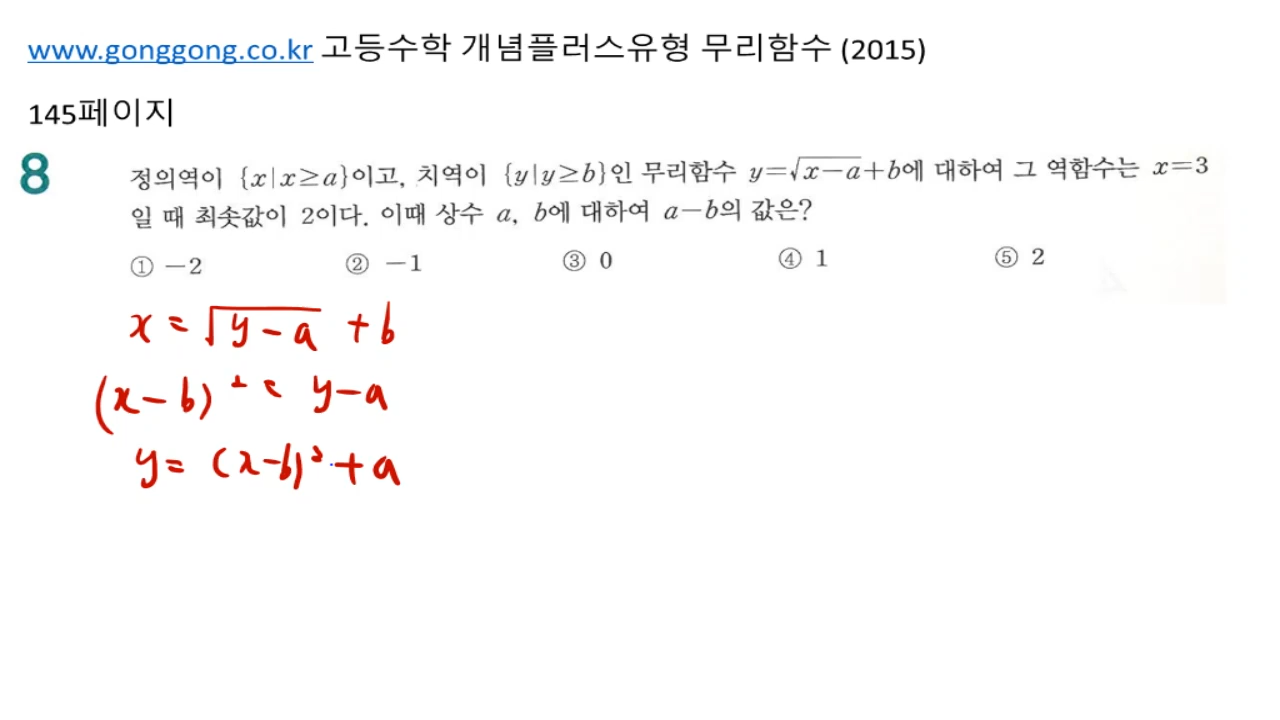 www.gonggong.co.kr 고등수학 개념플러스유형 무리함수 (2015)
145페이지
8 정의역이 {x|x≥a}이고, 치역이 {y|y≥b}인 무리함수 y=√(x-a)+b에 대하여 그 역함수는 x=3
일 때 최솟값이 2이다. 이때 상수 a, b에 대하여 a-b의 값은?
① -2 ② -1 ③ 0 ④ 1 ⑤ 2
x = √(y-a) + b
(x-b)² = y-a
y = (x-b)² + a